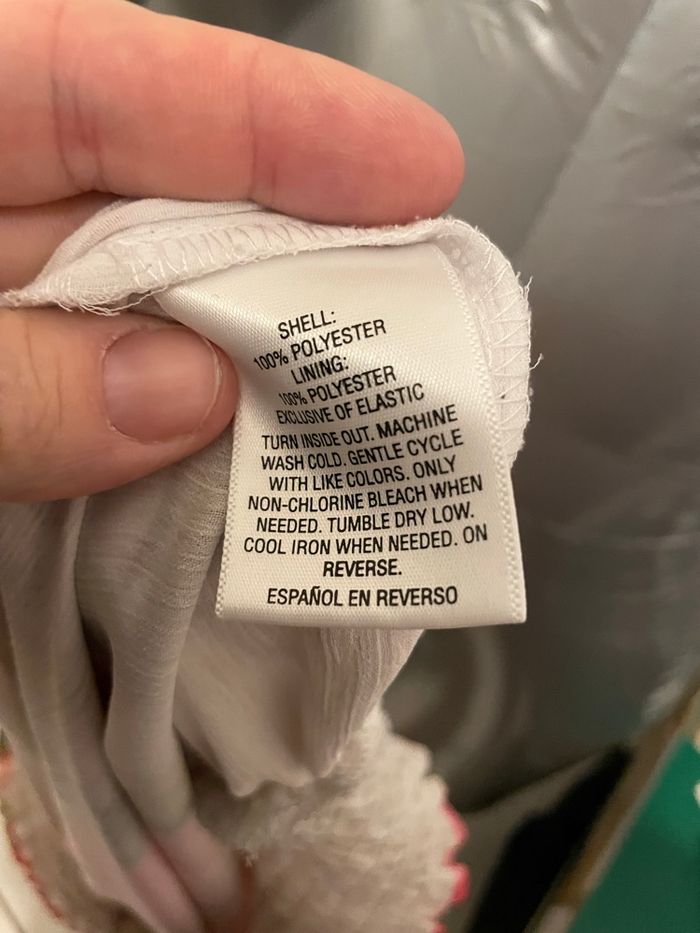 SHELL:
100% POLYESTER
LINING:
100% POLYESTER
EXCLUSIVE OF ELASTIC
TURN INSIDE OUT. MACHINE
WASH COLD. GENTLE CYCLE
WITH LIKE COLORS. ONLY
NON-CHLORINE BLEACH WHEN
NEEDED. TUMBLE DRY LOW.
COOL IRON WHEN NEEDED. ON
REVERSE.
ESPAÑOL EN REVERSO